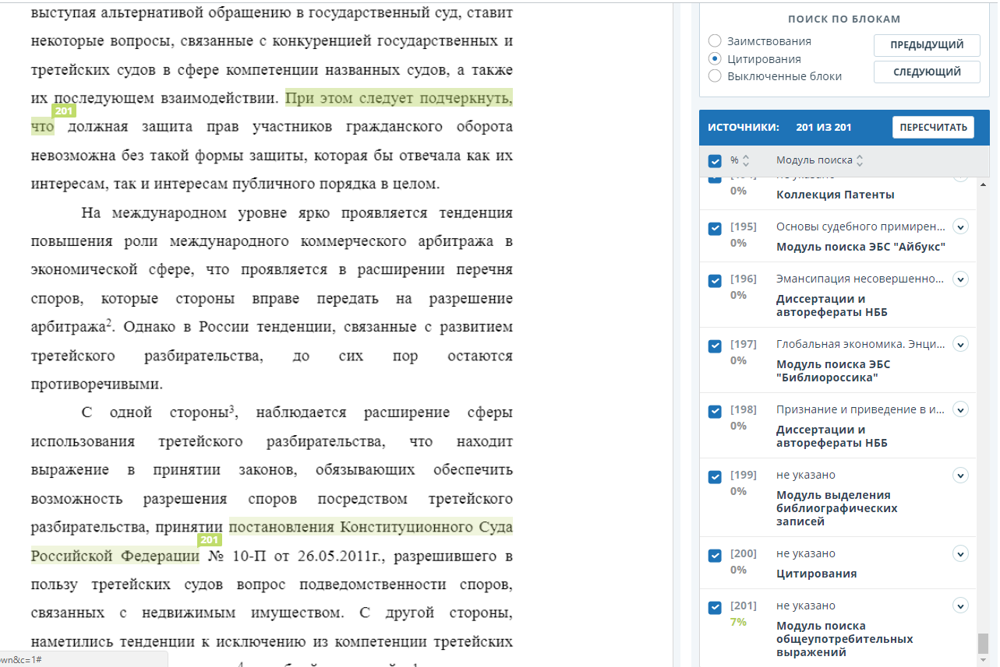 выступая альтернативой обращению в государственный суд, ставит
некоторые вопросы, связанные с конкуренцией государственных и
третейских судов в сфере компетенции названных судов, а также
их последующем взаимодействии. При этом следует подчеркнуть,
201
что должная защита прав участников гражданского оборота
невозможна без такой формы защиты, которая бы отвечала как их
интересам, так и интересам публичного порядка в целом.
На международном уровне ярко проявляется тенденция
повышения роли международного коммерческого арбитража в
экономической сфере, что проявляется в расширении перечня
споров, которые стороны вправе передать на разрешение
арбитража². Однако в России тенденции, связанные с развитием
третейского разбирательства, до сих пор остаются
противоречивыми.
С одной стороны³, наблюдается расширение сферы
использования третейского разбирательства, что находит
выражение в принятии законов, обязывающих обеспечить
возможность разрешения споров посредством третейского
разбирательства, принятии постановления Конституционного Суда
201
Российской Федерации № 10-П от 26.05.2011г., разрешившего в
пользу третейских судов вопрос подведомственности споров,
связанных с недвижимым имуществом. С другой стороны,
наметились тенденции к исключению из компетенции третейских
own&c=1#
ПОИСК ПО БЛОКАМ
Заимствования
Цитирования
Выключенные блоки
ПРЕДЫДУЩИЙ
СЛЕДУЮЩИЙ
ИСТОЧНИКИ: 201 ИЗ 201 ПЕРЕСЧИТАТЬ
% Модуль поиска
0%
Коллекция Патенты
[195] Основы судебного примирен...
0%
Модуль поиска ЭБС "Айбукс"
[196] Эмансипация несовершенно...
0%
Диссертации и
авторефераты НББ
[197] Глобальная экономика. Энци...
0%
Модуль поиска ЭБС
"Библиороссика"
[198] Признание и приведение в и...
0%
Диссертации и
авторефераты НББ
[199] не указано
0%
Модуль выделения
библиографических
записей
[200] не указано
0%
Цитирования
[201] не указано
7%
Модуль поиска
общеупотребительных
выражений